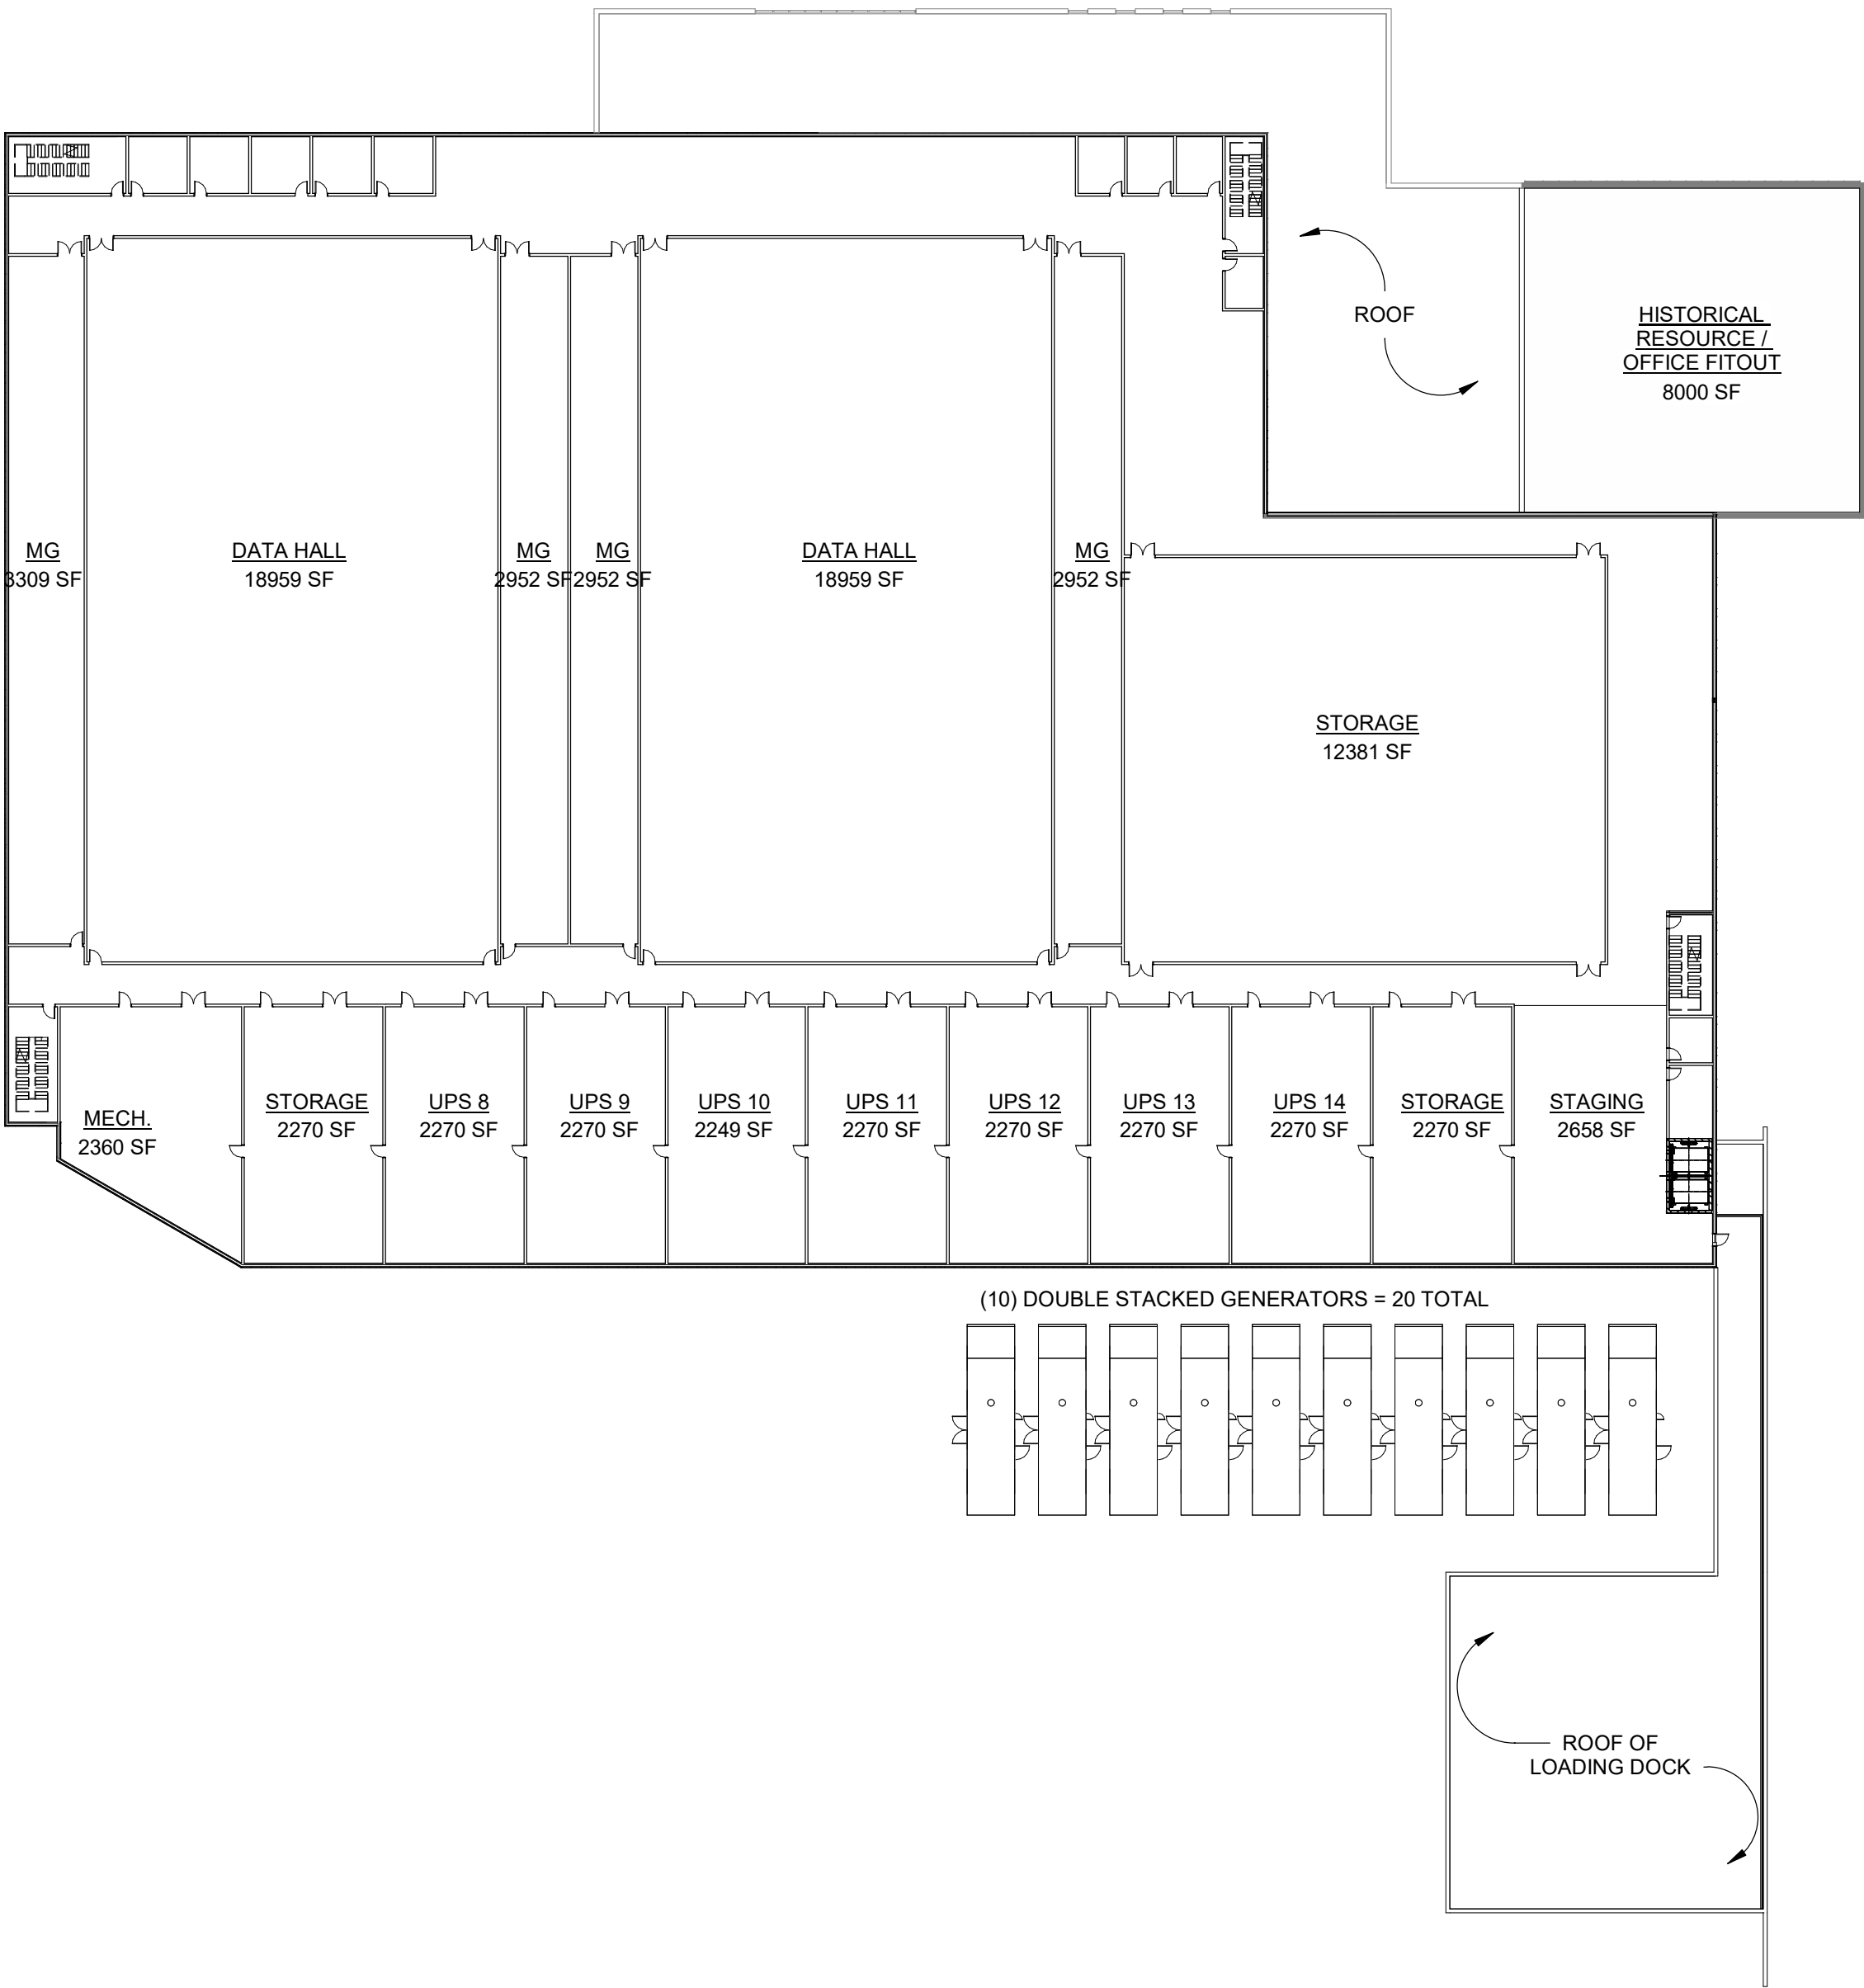 ROOF
HISTORICAL
RESOURCE /
OFFICE FITOUT
8000 SF
MG
3309 SF
DATA HALL
18959 SF
MG
2952 SF
MG
2952 SF
DATA HALL
18959 SF
MG
2952 SF
STORAGE
12381 SF
MECH.
2360 SF
STORAGE
2270 SF
UPS 8
2270 SF
UPS 9
2270 SF
UPS 10
2249 SF
UPS 11
2270 SF
UPS 12
2270 SF
UPS 13
2270 SF
UPS 14
2270 SF
STORAGE
2270 SF
STAGING
2658 SF
(10) DOUBLE STACKED GENERATORS = 20 TOTAL
ROOF OF
LOADING DOCK